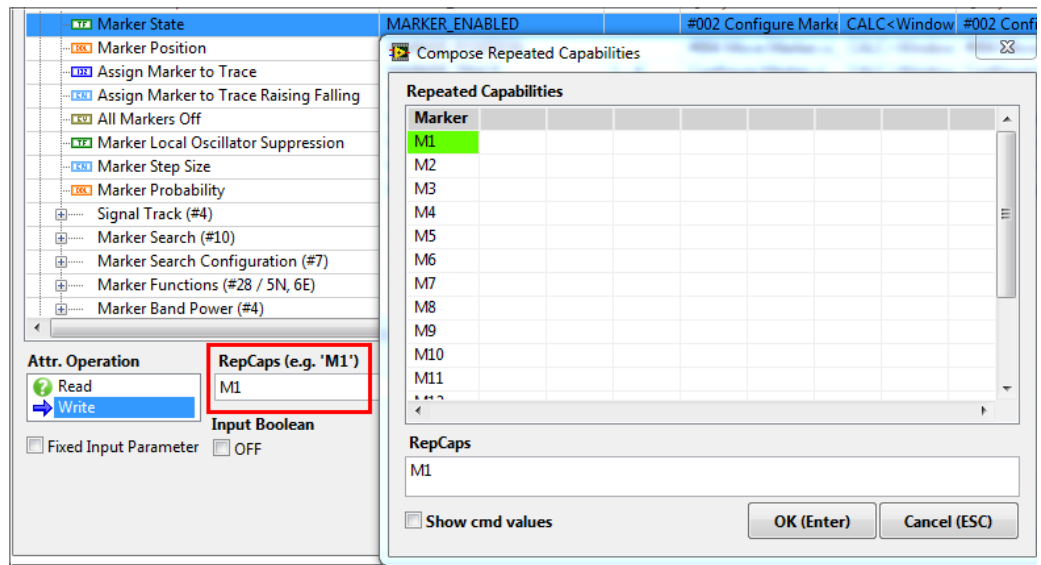 TF Marker State MARKER_ENABLED #002 Configure Marke CALC<Window #002 Confi
Marker Position
Assign Marker to Trace
Assign Marker to Trace Raising Falling
All Markers Off
TF Marker Local Oscillator Suppression
Marker Step Size
Marker Probability
Signal Track (#4)
Marker Search (#10)
Marker Search Configuration (#7)
Marker Functions (#28 / 5N, 6E)
Marker Band Power (#4)
Attr. Operation
Read
Write
Fixed Input Parameter
RepCaps (e.g. 'M1')
M1
Input Boolean
OFF
Compose Repeated Capabilities
Repeated Capabilities
Marker
M1
M2
M3
M4
M5
M6
M7
M8
M9
M10
M11
RepCaps
M1
Show cmd values
OK (Enter)
Cancel (ESC)